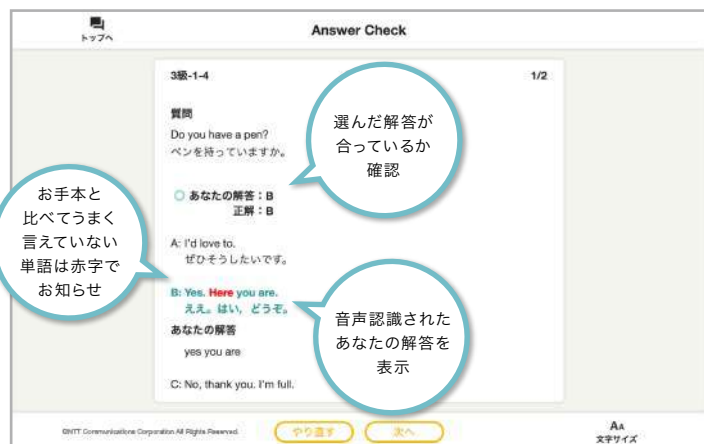 トップへ
Answer Check
3級-1-4
1/2
質問
Do you have a pen?
ペンを持っていますか。
選んだ解答が
合っているか
確認
○ あなたの解答：B
正解：B
お手本と
比べてうまく
言えていない
単語は赤字で
お知らせ
A: I'd love to.
ぜひそうしたいです。
B: Yes. Here you are.
ええ。はい，どうぞ。
あなたの解答
yes you are
音声認識された
あなたの解答を
表示
C: No, thank you. I'm full.
©NTT Communications Corporation All Rights Reserved.
やり直す
次へ
AA
文字サイズ